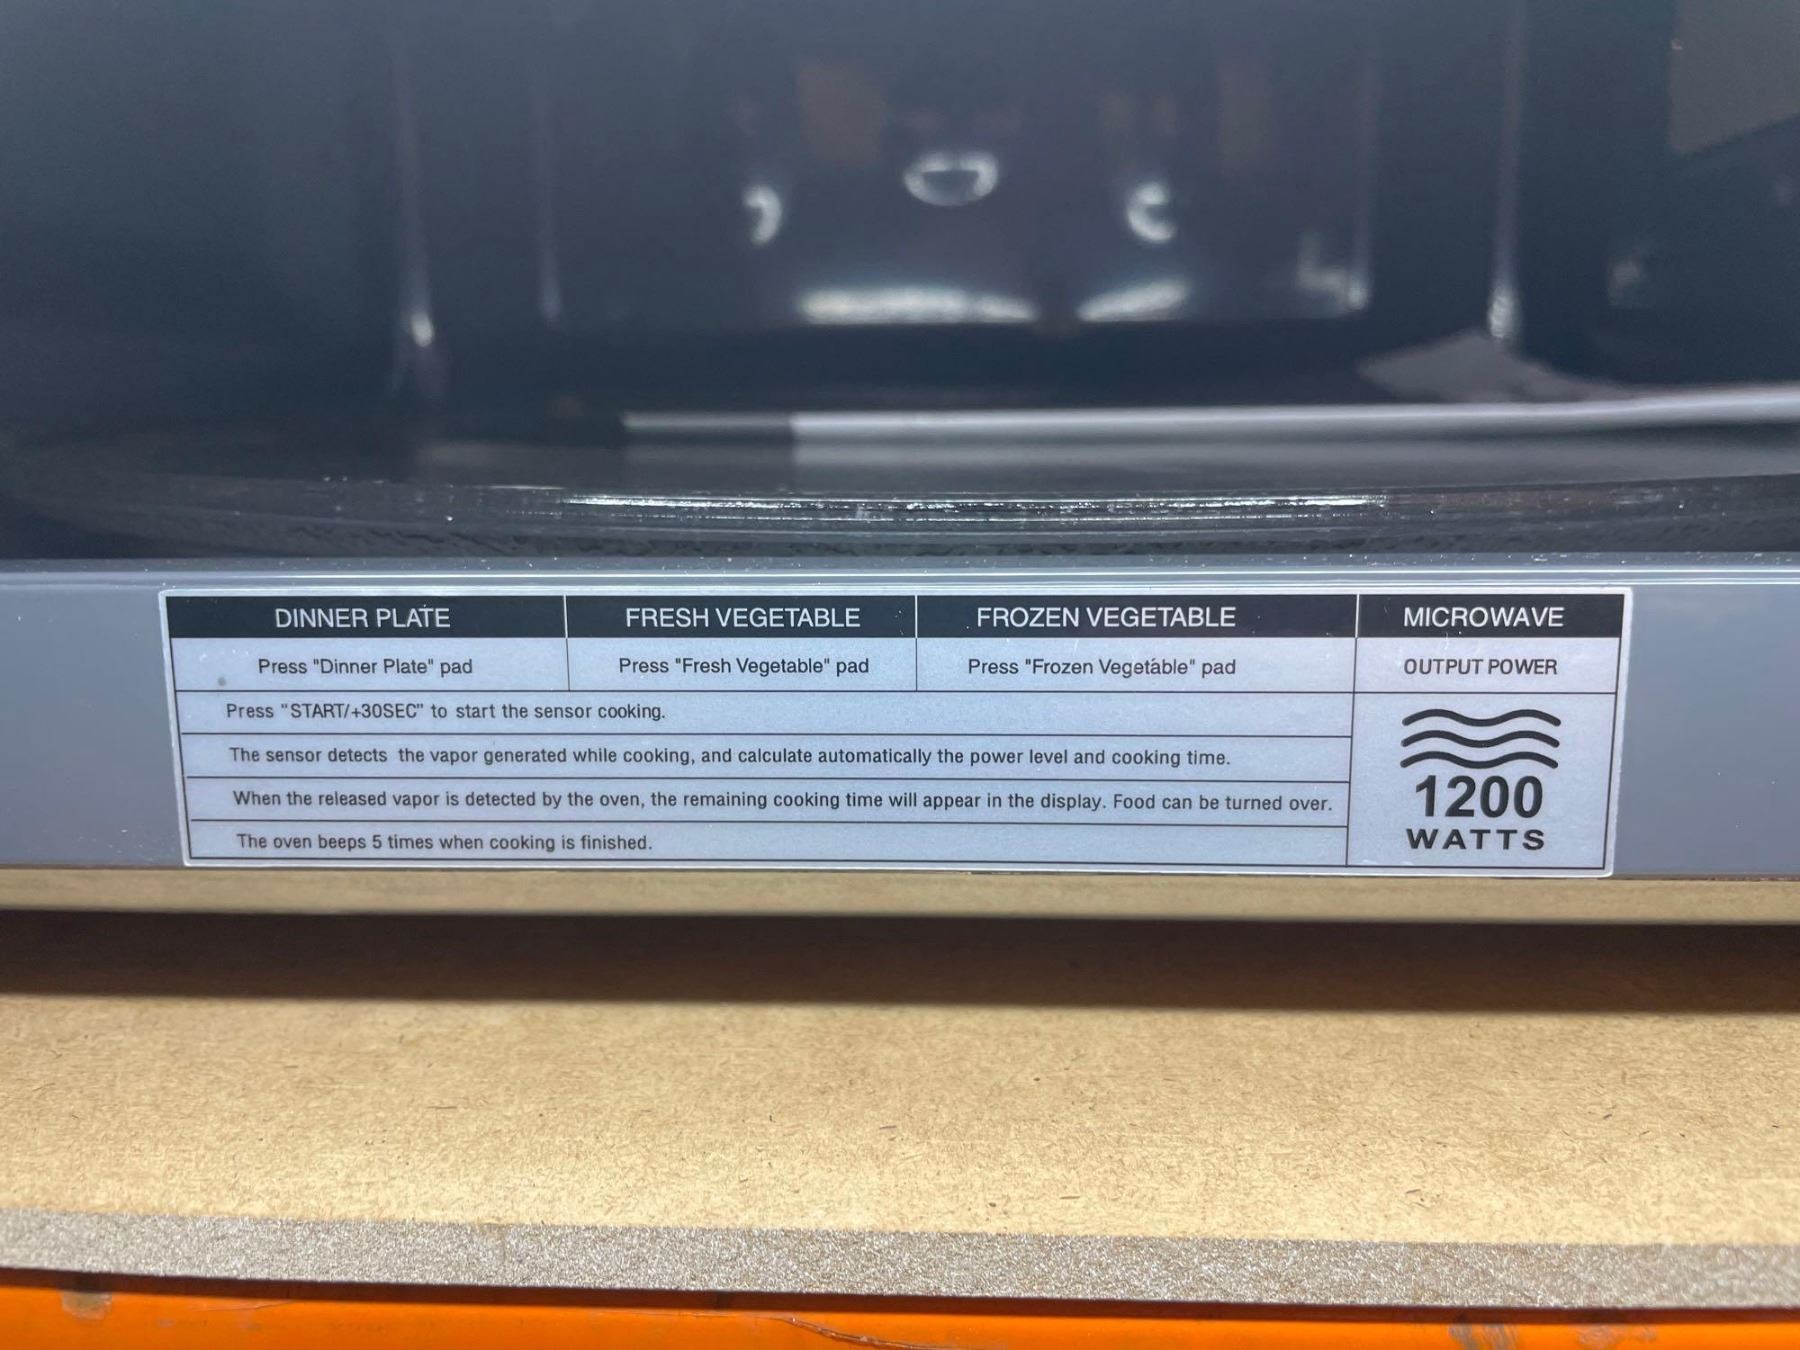 DINNER PLATE FRESH VEGETABLE FROZEN VEGETABLE MICROWAVE
Press "Dinner Plate" pad Press "Fresh Vegetable" pad Press "Frozen Vegetable" pad OUTPUT POWER
Press "START/+30SEC" to start the sensor cooking.
The sensor detects the vapor generated while cooking, and calculate automatically the power level and cooking time.
When the released vapor is detected by the oven, the remaining cooking time will appear in the display. Food can be turned over.
The oven beeps 5 times when cooking is finished.
1200
WATTS